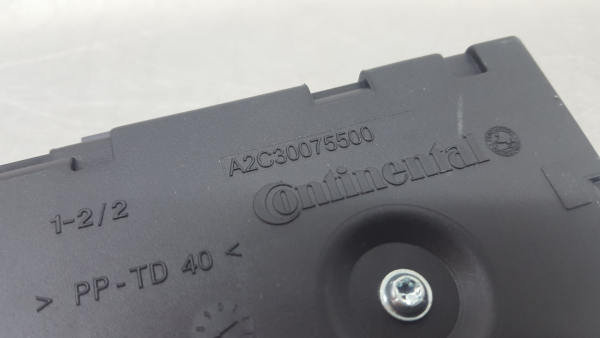 A2C30075500
Continental
1-2/2
> PP-TD 40 <